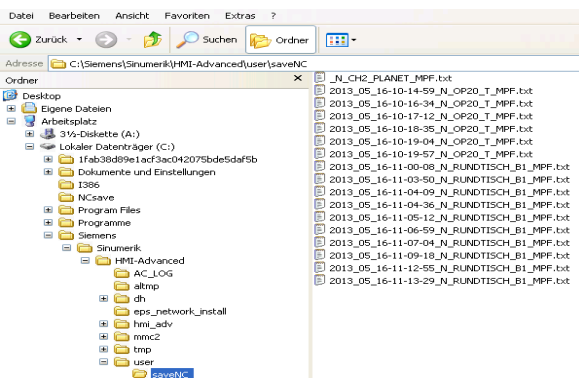 Datei Bearbeiten Ansicht Favoriten Extras ?
Zurück Suchen Ordner
Adresse C:\Siemens\Sinumerik\HMI-Advanced\user\saveNC
Ordner
Desktop
Eigene Dateien
Arbeitsplatz
3½-Diskette (A:)
Lokaler Datenträger (C:)
1fab38d89e1acf3ac042075bde5daf5b
Dokumente und Einstellungen
I386
NCsave
Program Files
Programme
Siemens
Sinumerik
HMI-Advanced
AC_LOG
altmp
dh
eps_network_install
hmi_adv
mmc2
tmp
user
saveNC
_N_CH2_PLANET_MPF.txt
2013_05_16-10-14-59_N_OP20_T_MPF.txt
2013_05_16-10-16-34_N_OP20_T_MPF.txt
2013_05_16-10-17-12_N_OP20_T_MPF.txt
2013_05_16-10-18-35_N_OP20_T_MPF.txt
2013_05_16-10-19-04_N_OP20_T_MPF.txt
2013_05_16-10-19-57_N_OP20_T_MPF.txt
2013_05_16-11-00-08_N_RUNDTISCH_B1_MPF.txt
2013_05_16-11-03-50_N_RUNDTISCH_B1_MPF.txt
2013_05_16-11-04-09_N_RUNDTISCH_B1_MPF.txt
2013_05_16-11-04-36_N_RUNDTISCH_B1_MPF.txt
2013_05_16-11-05-12_N_RUNDTISCH_B1_MPF.txt
2013_05_16-11-06-59_N_RUNDTISCH_B1_MPF.txt
2013_05_16-11-07-04_N_RUNDTISCH_B1_MPF.txt
2013_05_16-11-09-18_N_RUNDTISCH_B1_MPF.txt
2013_05_16-11-12-55_N_RUNDTISCH_B1_MPF.txt
2013_05_16-11-13-29_N_RUNDTISCH_B1_MPF.txt